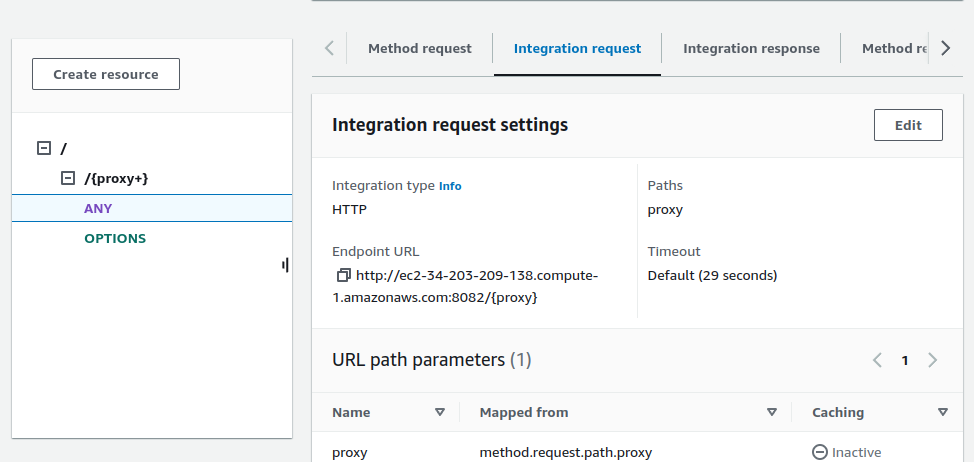 Create resource
/
/{proxy+}
ANY
OPTIONS
Method request
Integration request
Integration response
Method re
Integration request settings
Edit
Integration type Info
HTTP
Paths
proxy
Endpoint URL
http://ec2-34-203-209-138.compute-
1.amazonaws.com:8082/{proxy}
Timeout
Default (29 seconds)
URL path parameters (1)
1
Name
Mapped from
Caching
proxy
method.request.path.proxy
Inactive